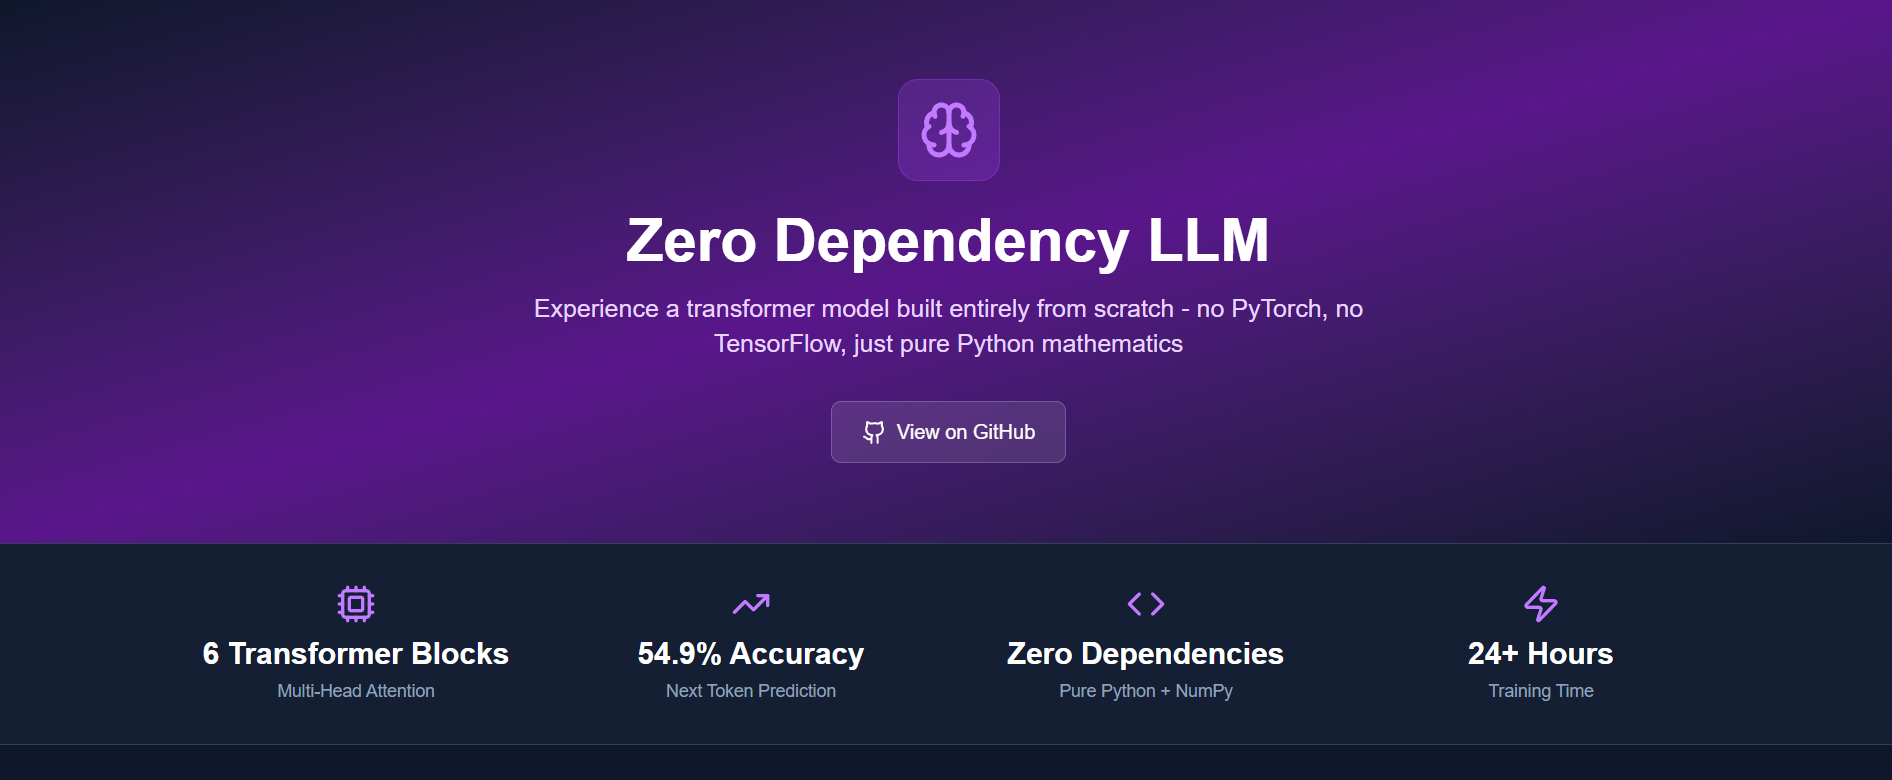 Zero Dependency LLM
Experience a transformer model built entirely from scratch - no PyTorch, no
TensorFlow, just pure Python mathematics
View on GitHub
6 Transformer Blocks
Multi-Head Attention
54.9% Accuracy
Next Token Prediction
Zero Dependencies
Pure Python + NumPy
24+ Hours
Training Time